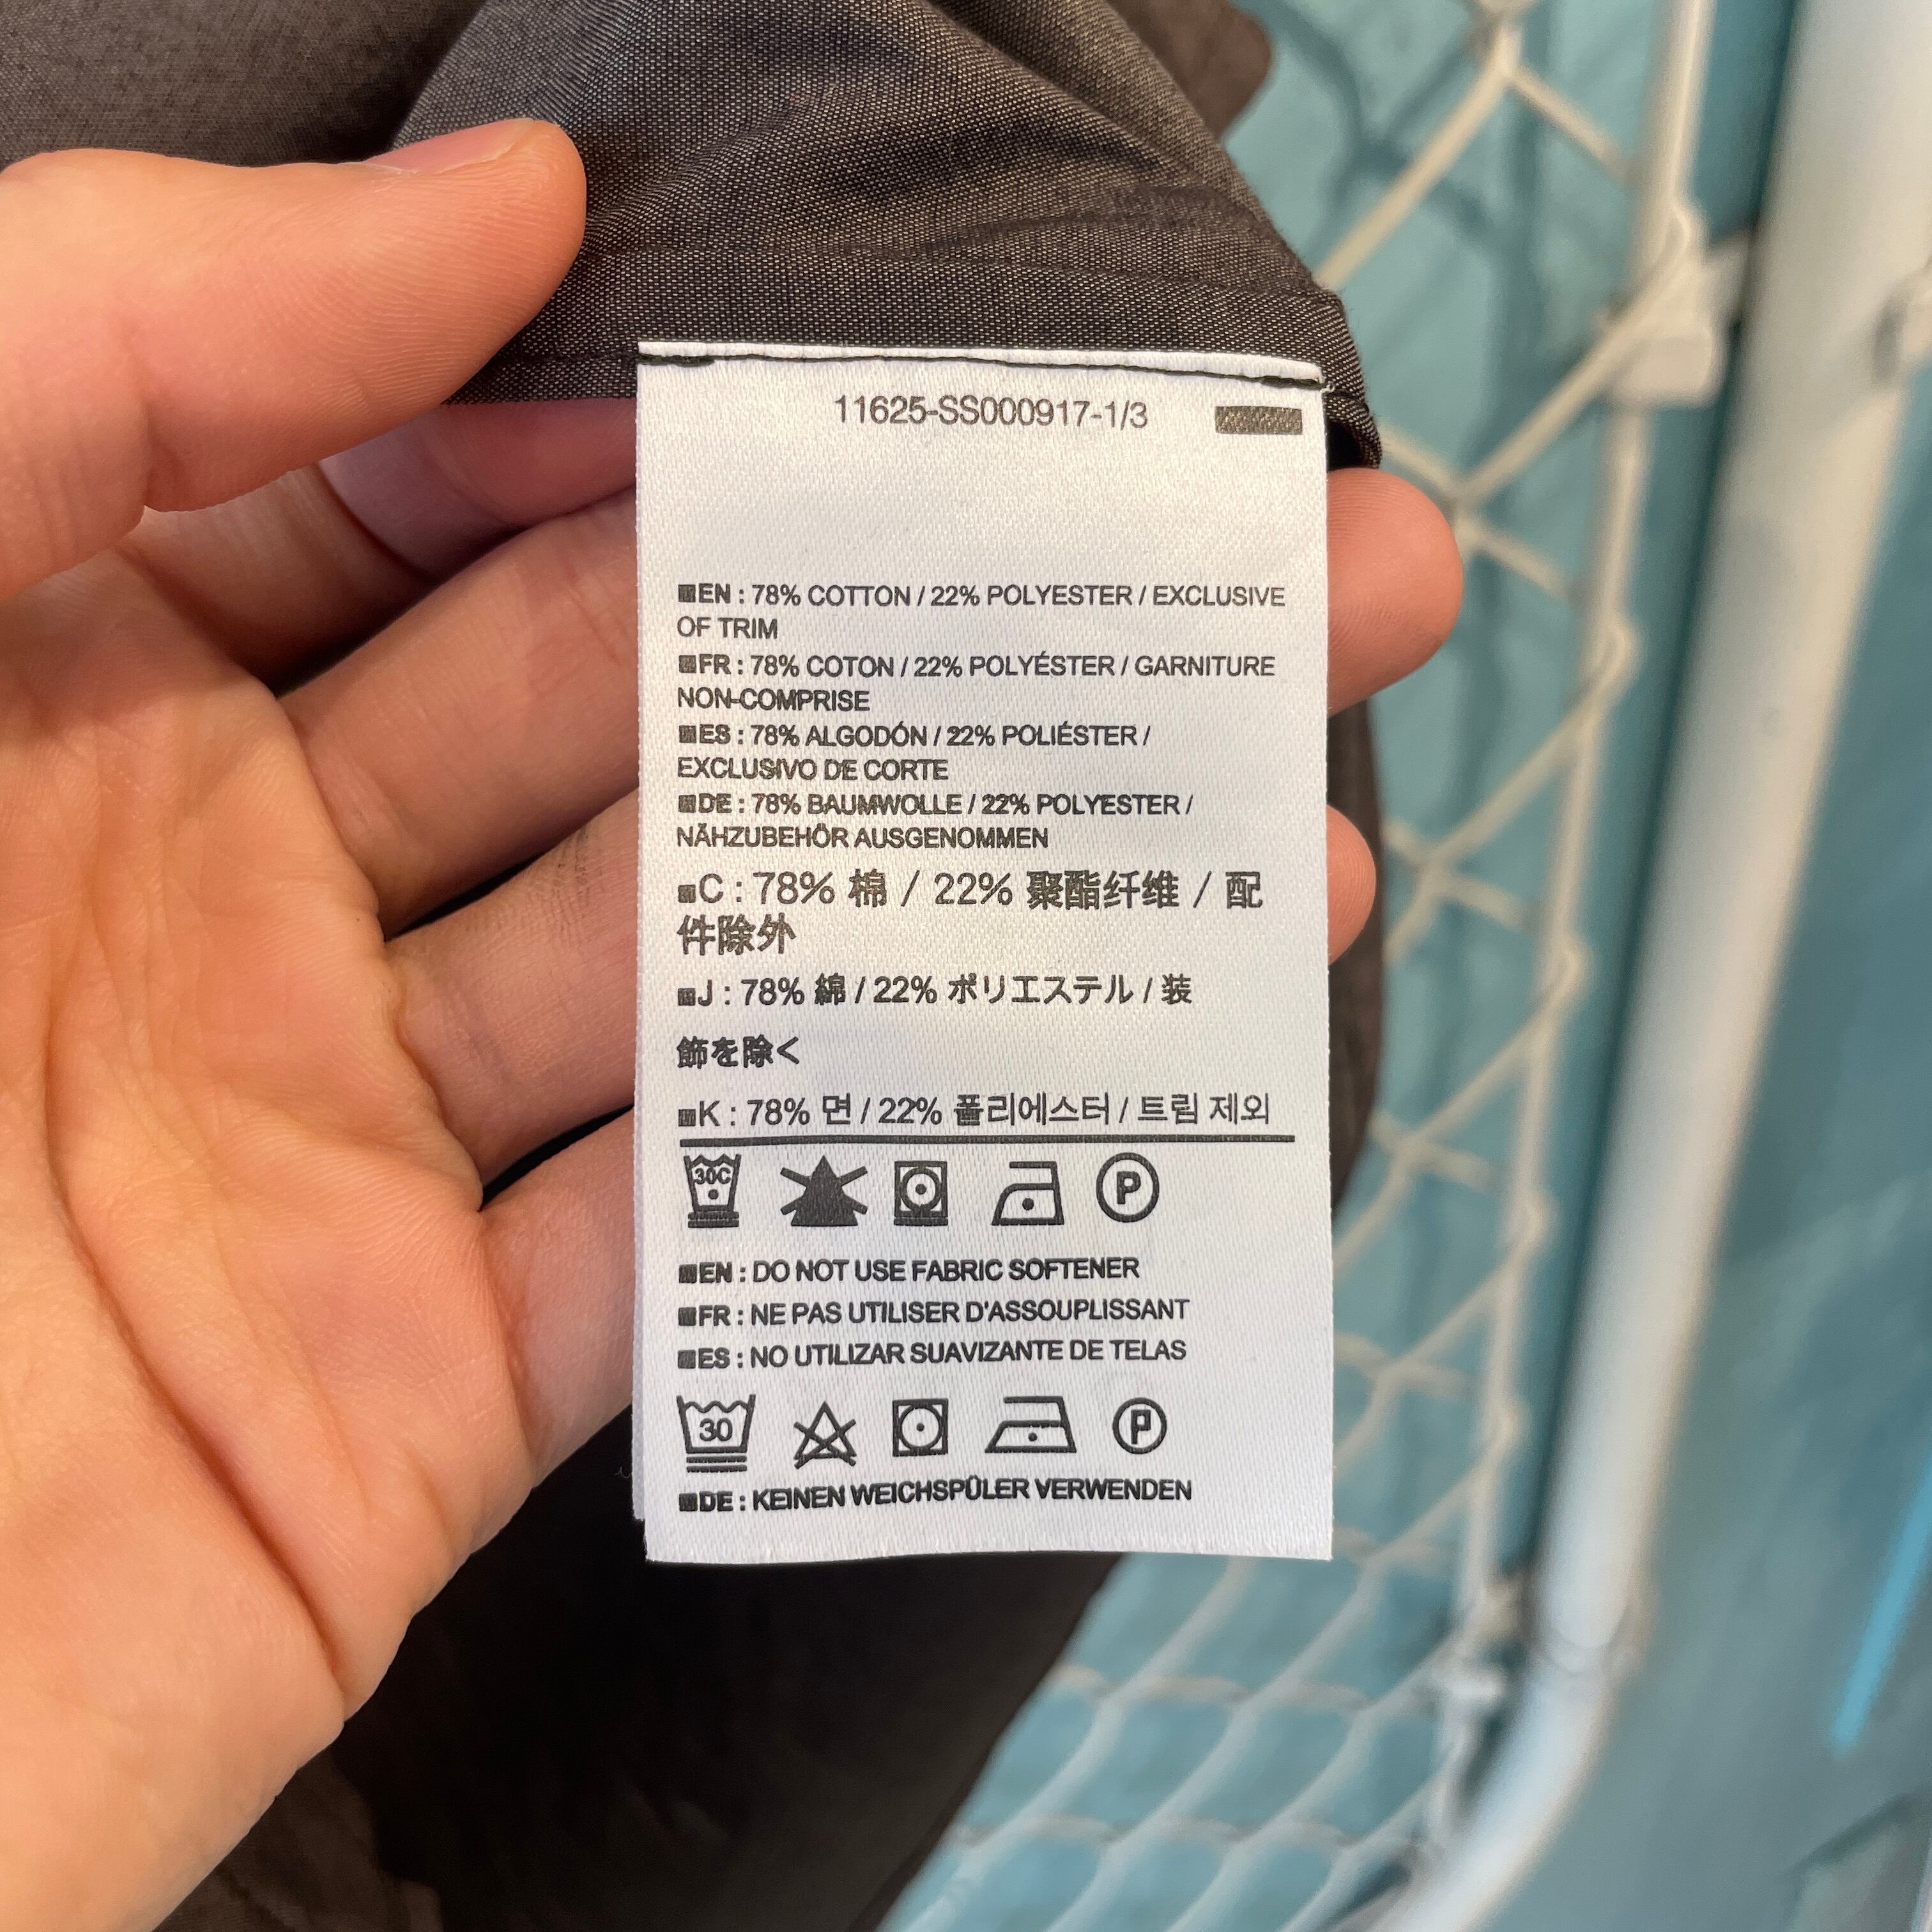 11625-SS000917-1/3
EN : 78% COTTON / 22% POLYESTER / EXCLUSIVE
OF TRIM
FR : 78% COTON / 22% POLYÉSTER / GARNITURE
NON-COMPRISE
ES : 78% ALGODÓN / 22% POLIÉSTER /
EXCLUSIVO DE CORTE
DE : 78% BAUMWOLLE / 22% POLYESTER /
NÄHZUBEHÖR AUSGENOMMEN
C : 78% 棉 / 22% 聚酯纤维 / 配
件除外
J : 78% 綿 / 22% ポリエステル / 装
飾を除く
K : 78% 면 / 22% 폴리에스터 / 트림 제외
30C P
EN : DO NOT USE FABRIC SOFTENER
FR : NE PAS UTILISER D'ASSOUPLISSANT
ES : NO UTILIZAR SUAVIZANTE DE TELAS
30 P
DE : KEINEN WEICHSPÜLER VERWENDEN